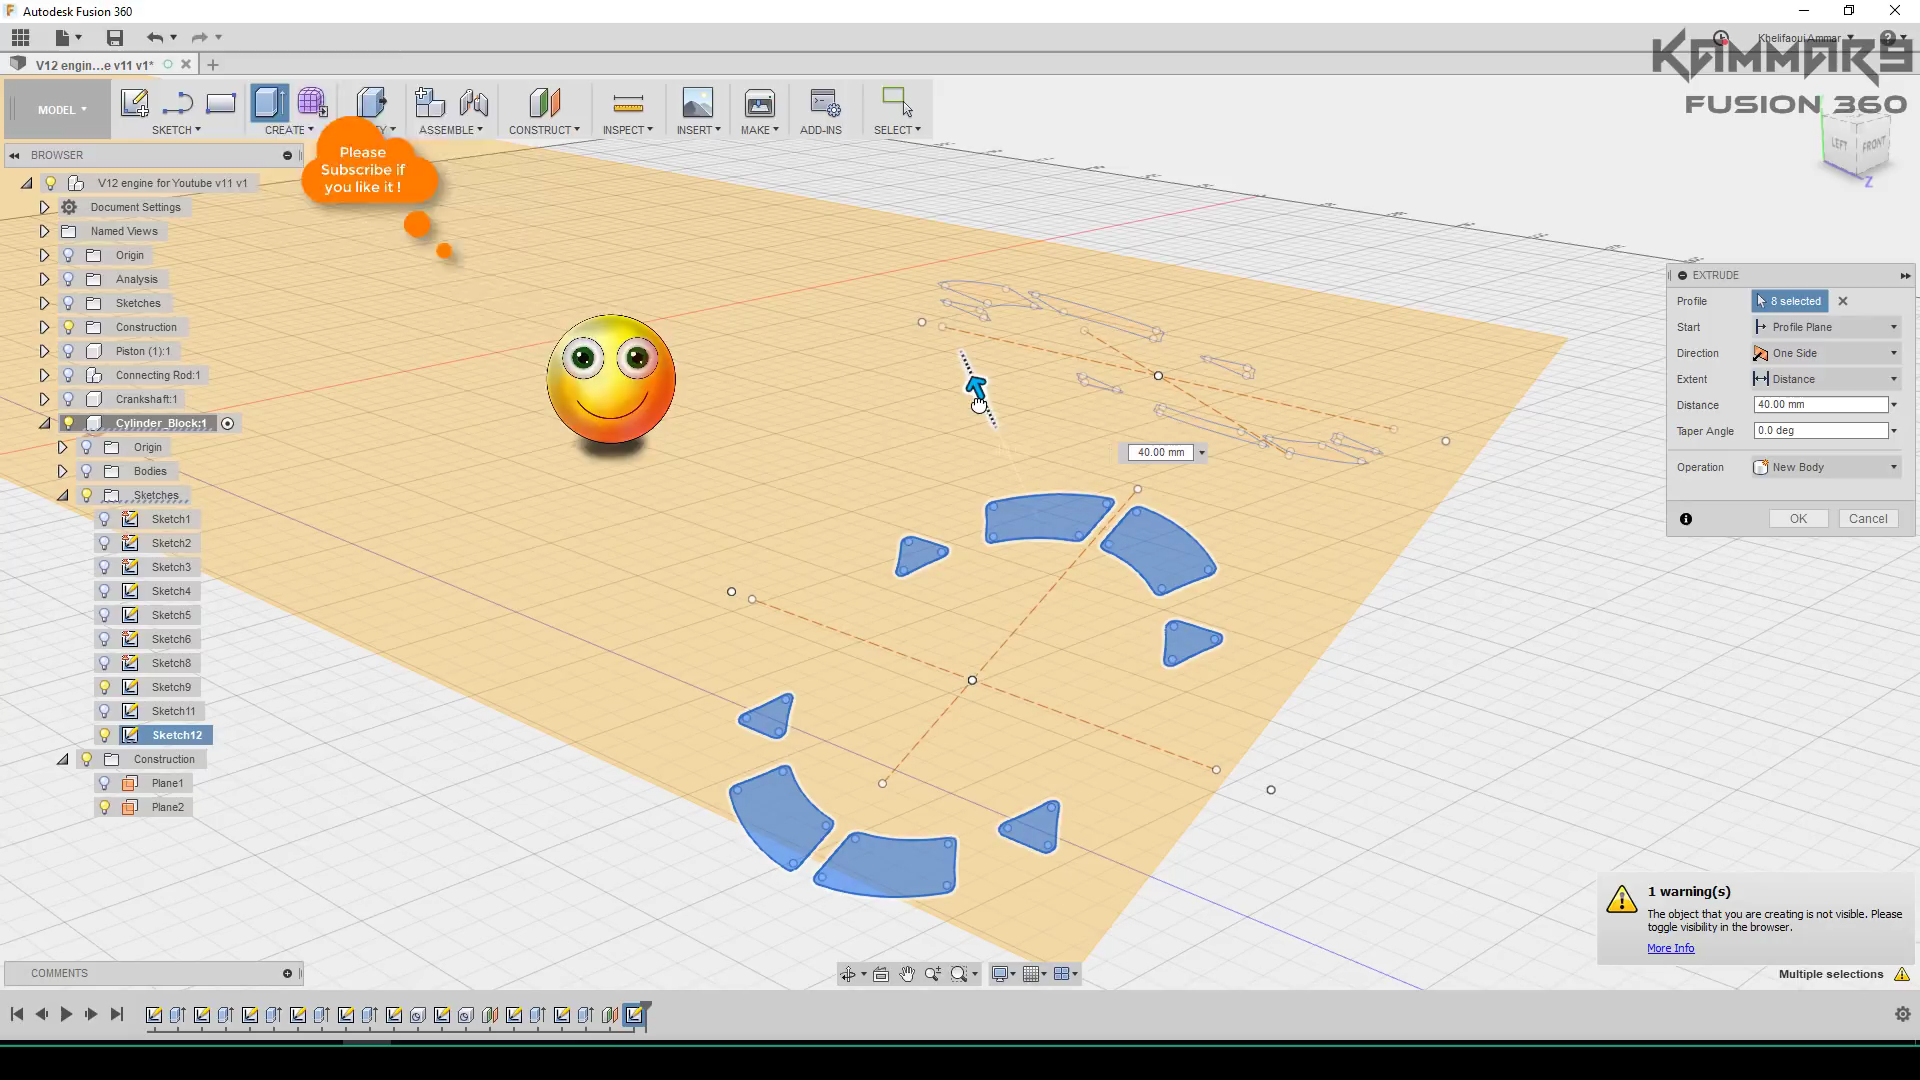 Autodesk Fusion 360
Khelifaoui Ammar
KAMMAR9
FUSION 360
V12 engin...e v11 v1*
MODEL
SKETCH
CREATE
ASSEMBLE
CONSTRUCT
INSPECT
INSERT
MAKE
ADD-INS
SELECT
Please
Subscribe if
you like it !
LEFT
FRONT
Z
BROWSER
V12 engine for Youtube v11 v1
Document Settings
Named Views
Origin
Analysis
Sketches
Construction
Piston (1):1
Connecting Rod:1
Crankshaft:1
Cylinder_Block:1
Origin
Bodies
Sketches
Sketch1
Sketch2
Sketch3
Sketch4
Sketch5
Sketch6
Sketch8
Sketch9
Sketch11
Sketch12
Construction
Plane1
Plane2
40.00 mm
EXTRUDE
Profile
8 selected
Start
Profile Plane
Direction
One Side
Extent
Distance
Distance
40.00 mm
Taper Angle
0.0 deg
Operation
New Body
OK
Cancel
1 warning(s)
The object that you are creating is not visible. Please
toggle visibility in the browser.
More Info
Multiple selections
COMMENTS